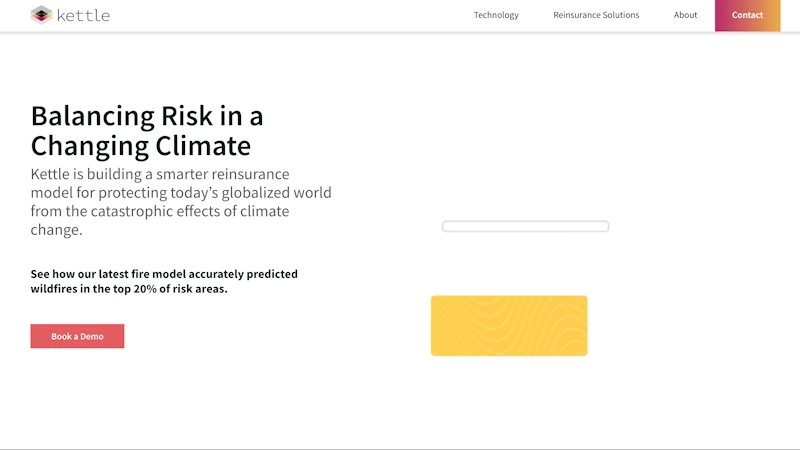 kettle
Technology
Reinsurance Solutions
About
Contact
Balancing Risk in a
Changing Climate
Kettle is building a smarter reinsurance
model for protecting today's globalized world
from the catastrophic effects of climate
change.
See how our latest fire model accurately predicted
wildfires in the top 20% of risk areas.
Book a Demo